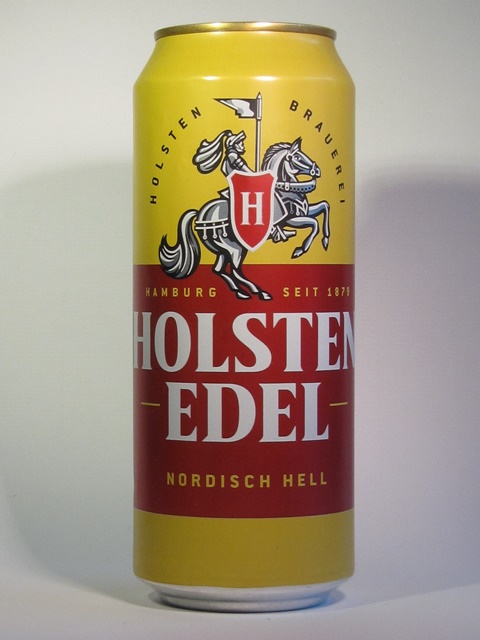 HOLSTEN BRAUEREI
H
HAMBURG SEIT 1879
HOLSTEN
EDEL
NORDISCH HELL